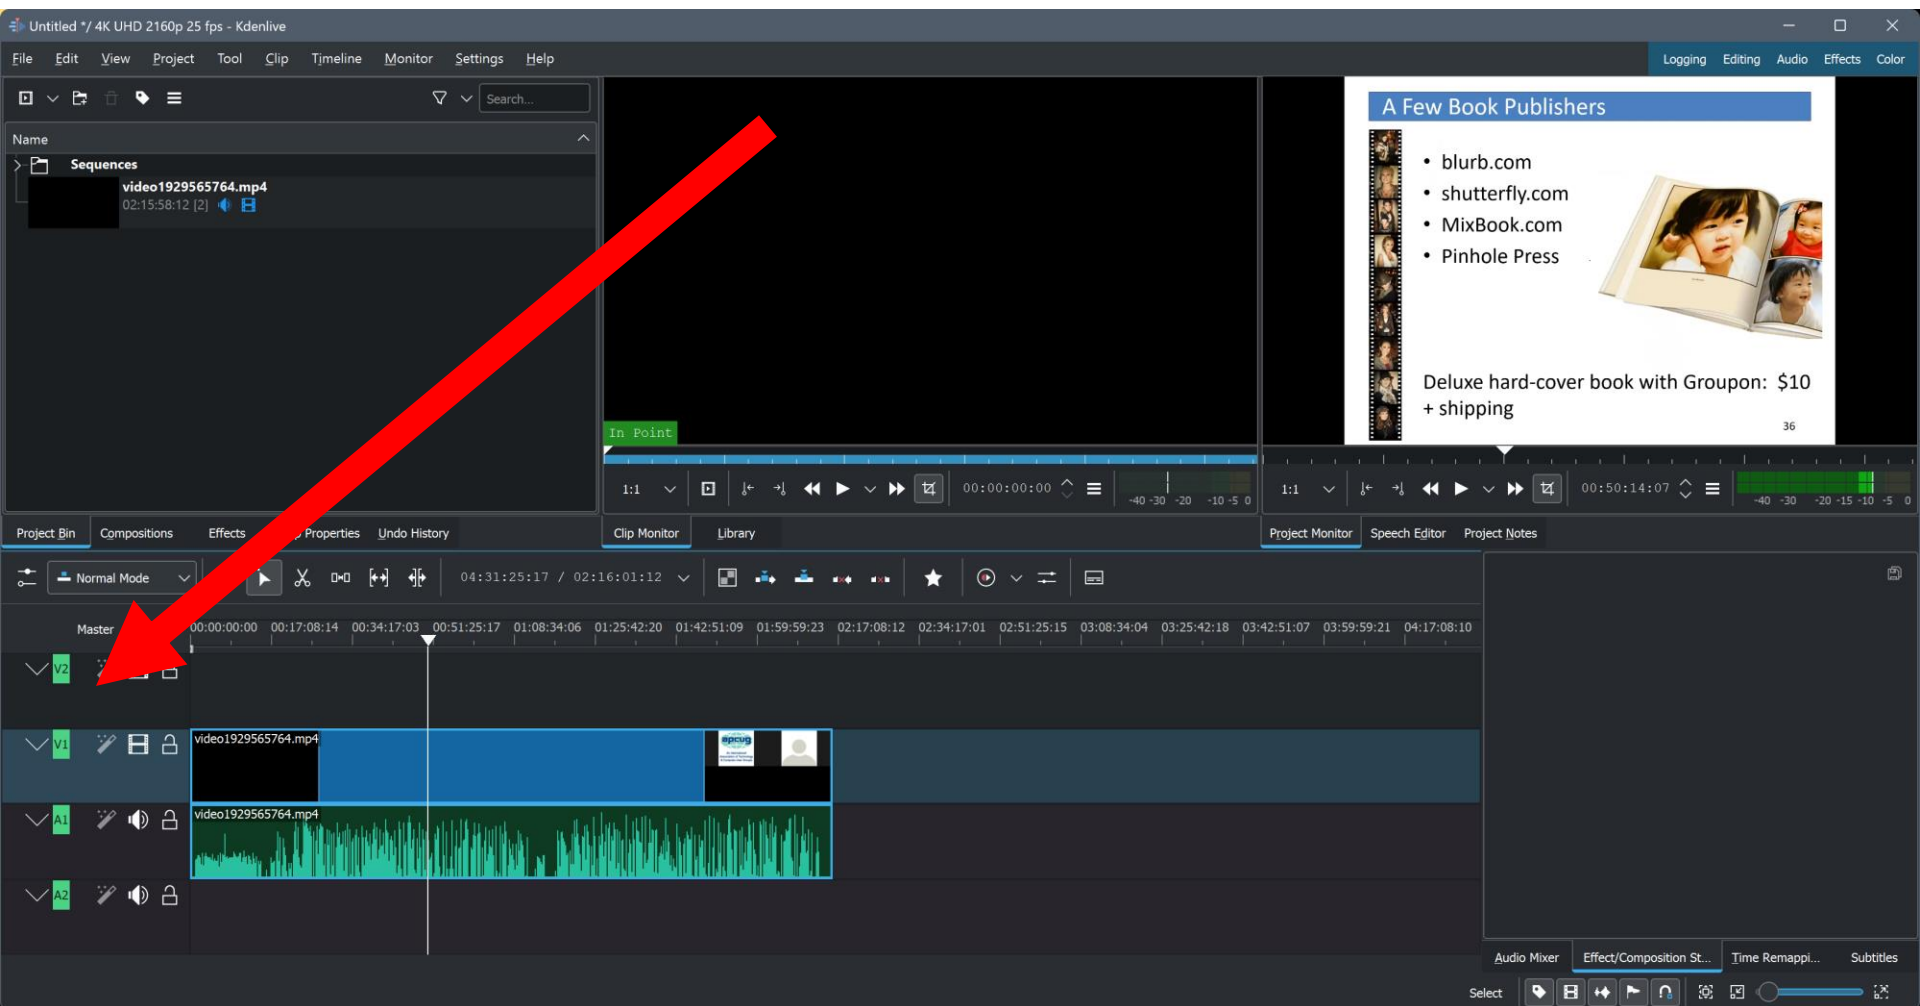 Untitled */ 4K UHD 2160p 25 fps - Kdenlive
File Edit View Project Tool Clip Timeline Monitor Settings Help
Logging Editing Audio Effects Color
Search...
Name
Sequences
video1929565764.mp4
02:15:58:12 [2]
In Point
A Few Book Publishers
• blurb.com
• shutterfly.com
• MixBook.com
• Pinhole Press
Deluxe hard-cover book with Groupon: $10
+ shipping
36
1:1 00:00:00:00 -40 -30 -20 -10 -5 0
1:1 00:50:14:07 -40 -30 -20 -15 -10 -5 0
Project Bin Compositions Effects Properties Undo History
Clip Monitor Library
Project Monitor Speech Editor Project Notes
Normal Mode 04:31:25:17 / 02:16:01:12
Master 00:00:00:00 00:17:08:14 00:34:17:03 00:51:25:17 01:08:34:06 01:25:42:20 01:42:51:09 01:59:59:23 02:17:08:12 02:34:17:01 02:51:25:15 03:08:34:04 03:25:42:18 03:42:51:07 03:59:59:21 04:17:08:10
V2
V1 video1929565764.mp4 apcug
A1 video1929565764.mp4
A2
Audio Mixer Effect/Composition St... Time Remappi... Subtitles
Select